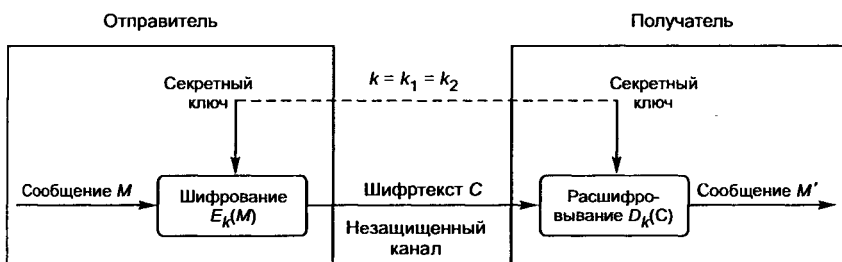 Отправитель
Получатель
Секретный
ключ
k = k₁ = k₂
Секретный
ключ
Сообщение M
Шифрование
Eₖ(M)
Шифртекст C
Незащищенный
канал
Расшифро-
вывание Dₖ(C)
Сообщение M'